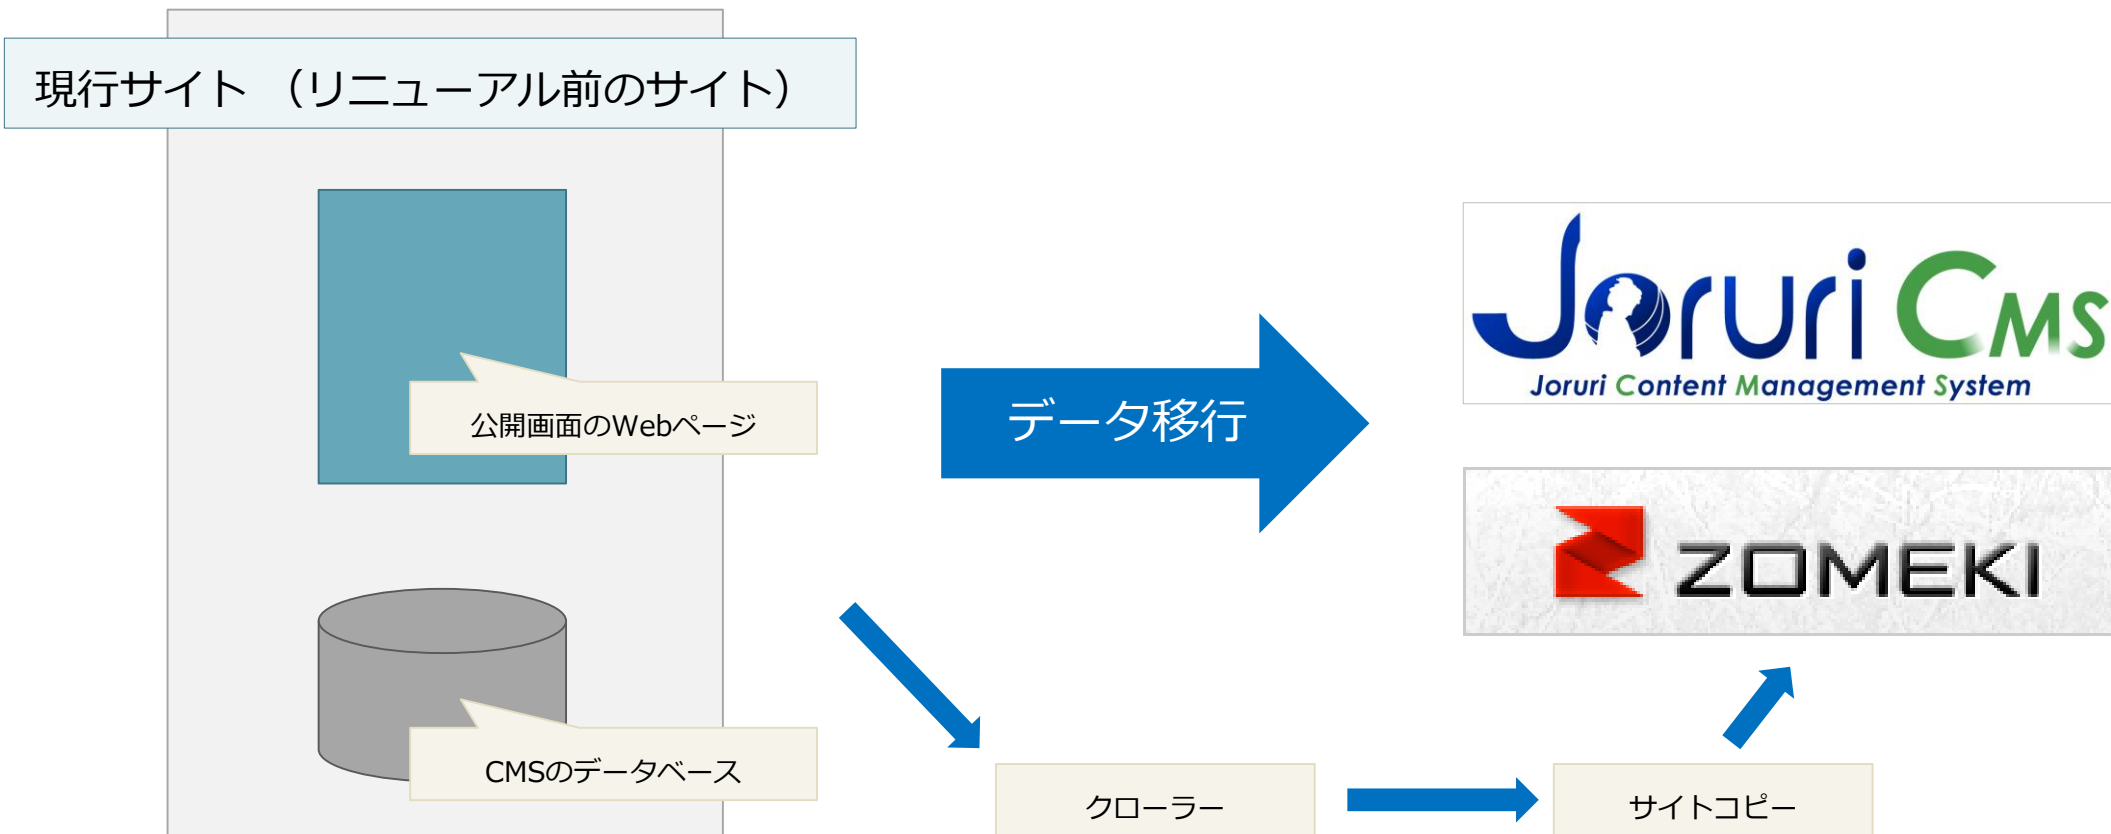 現行サイト （リニューアル前のサイト）
公開画面のWebページ
CMSのデータベース
データ移行
Joruri CMS
Joruri Content Management System
ZOMEKI
クローラー
サイトコピー